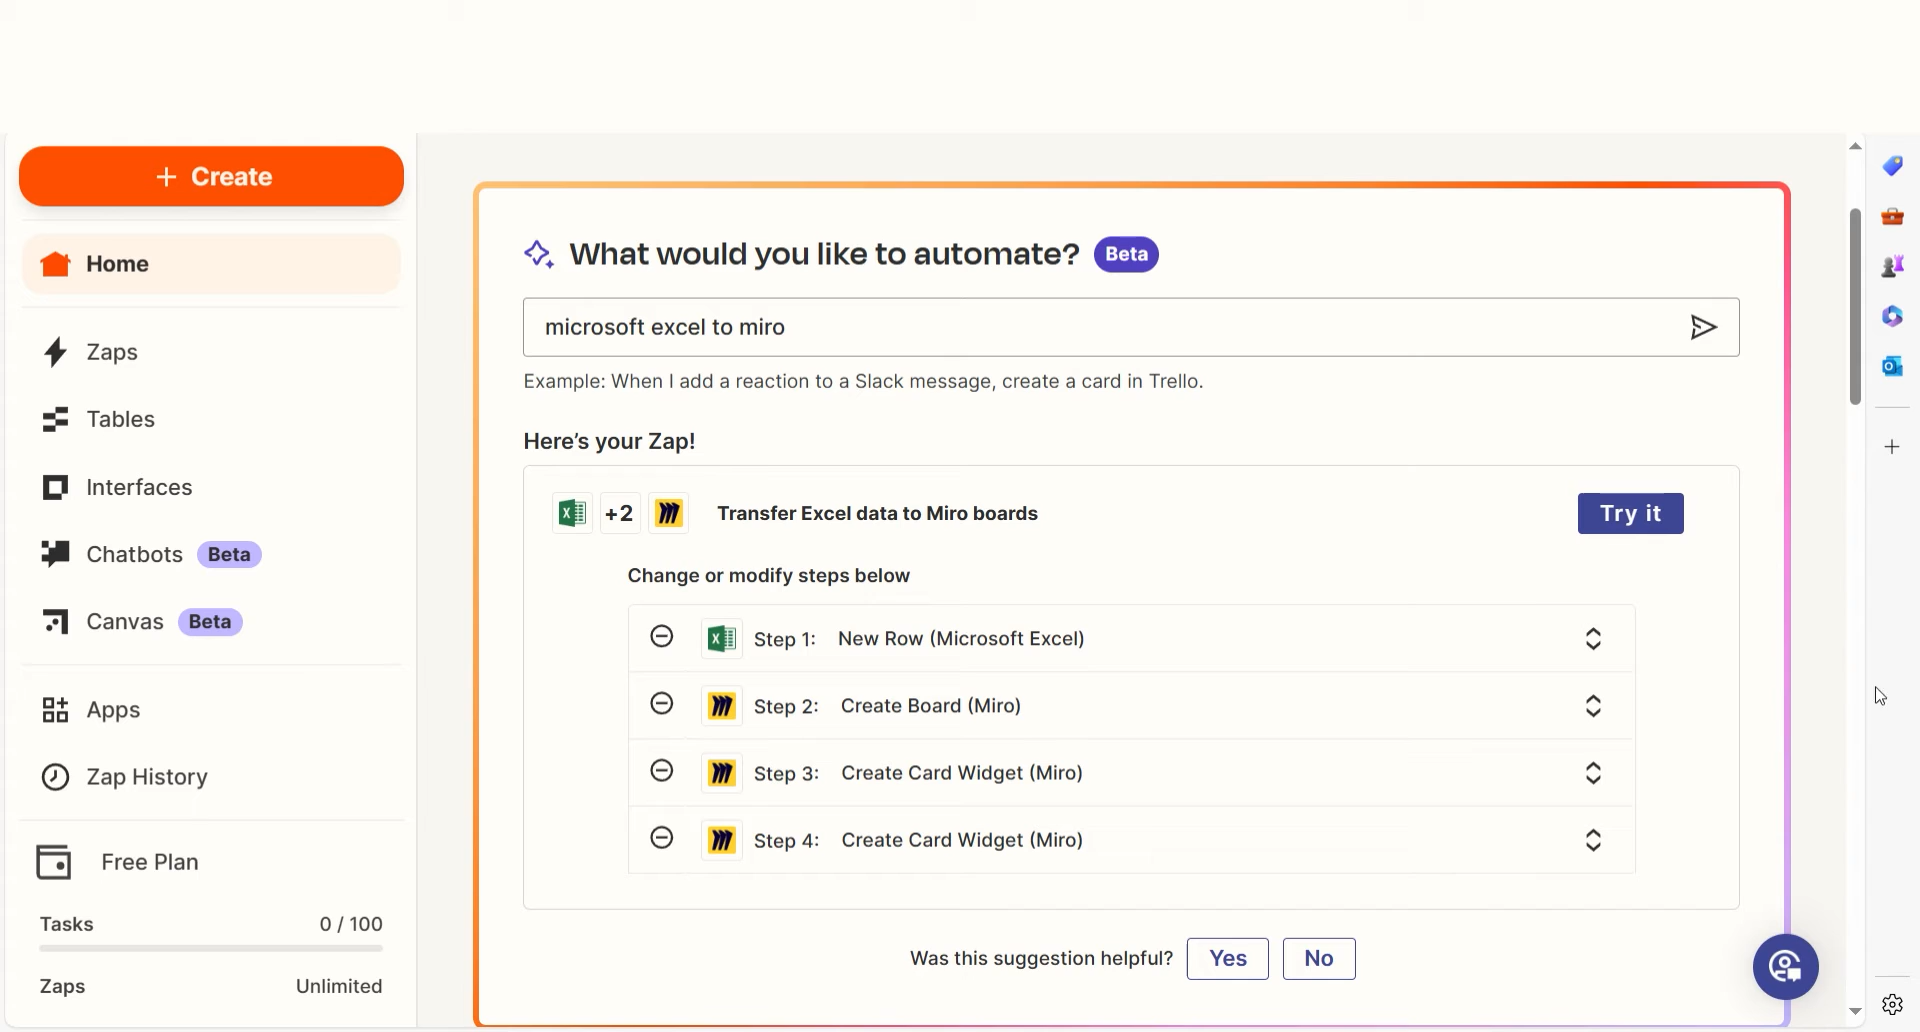 + Create
Home
Zaps
Tables
Interfaces
Chatbots Beta
Canvas Beta
Apps
Zap History
Free Plan
Tasks 0 / 100
Zaps Unlimited
What would you like to automate? Beta
microsoft excel to miro
Example: When I add a reaction to a Slack message, create a card in Trello.
Here’s your Zap!
+2 Transfer Excel data to Miro boards Try it
Change or modify steps below
Step 1: New Row (Microsoft Excel)
Step 2: Create Board (Miro)
Step 3: Create Card Widget (Miro)
Step 4: Create Card Widget (Miro)
Was this suggestion helpful? Yes No